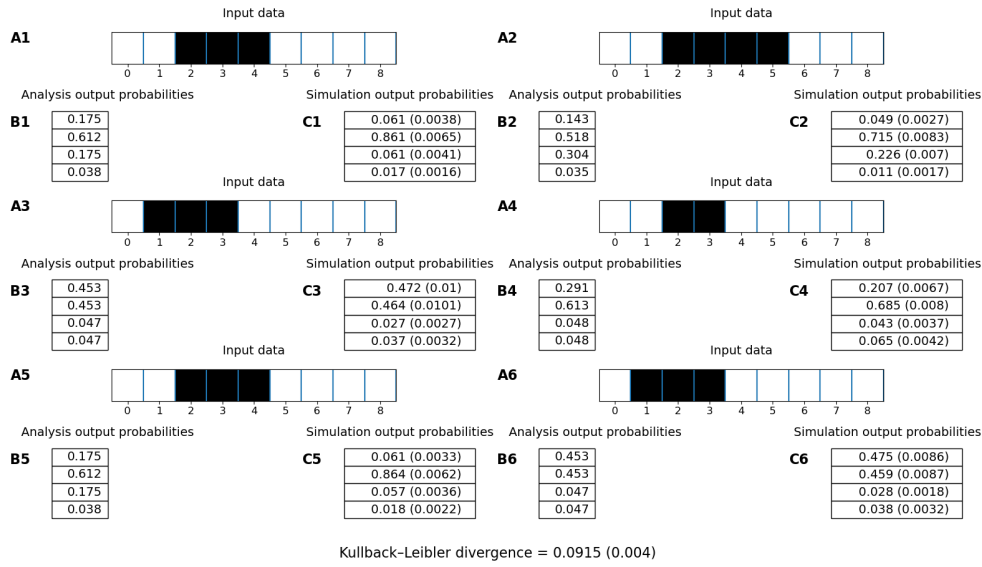 Input data
A1
0 1 2 3 4 5 6 7 8
Analysis output probabilities
Simulation output probabilities
B1
0.175
0.612
0.175
0.038
C1
0.061 (0.0038)
0.861 (0.0065)
0.061 (0.0041)
0.017 (0.0016)
Input data
A2
0 1 2 3 4 5 6 7 8
Analysis output probabilities
Simulation output probabilities
B2
0.143
0.518
0.304
0.035
C2
0.049 (0.0027)
0.715 (0.0083)
0.226 (0.007)
0.011 (0.0017)
Input data
A3
0 1 2 3 4 5 6 7 8
Analysis output probabilities
Simulation output probabilities
B3
0.453
0.453
0.047
0.047
C3
0.472 (0.01)
0.464 (0.0101)
0.027 (0.0027)
0.037 (0.0032)
Input data
A4
0 1 2 3 4 5 6 7 8
Analysis output probabilities
Simulation output probabilities
B4
0.291
0.613
0.048
0.048
C4
0.207 (0.0067)
0.685 (0.008)
0.043 (0.0037)
0.065 (0.0042)
Input data
A5
0 1 2 3 4 5 6 7 8
Analysis output probabilities
Simulation output probabilities
B5
0.175
0.612
0.175
0.038
C5
0.061 (0.0033)
0.864 (0.0062)
0.057 (0.0036)
0.018 (0.0022)
Input data
A6
0 1 2 3 4 5 6 7 8
Analysis output probabilities
Simulation output probabilities
B6
0.453
0.453
0.047
0.047
C6
0.475 (0.0086)
0.459 (0.0087)
0.028 (0.0018)
0.038 (0.0032)
Kullback–Leibler divergence = 0.0915 (0.004)